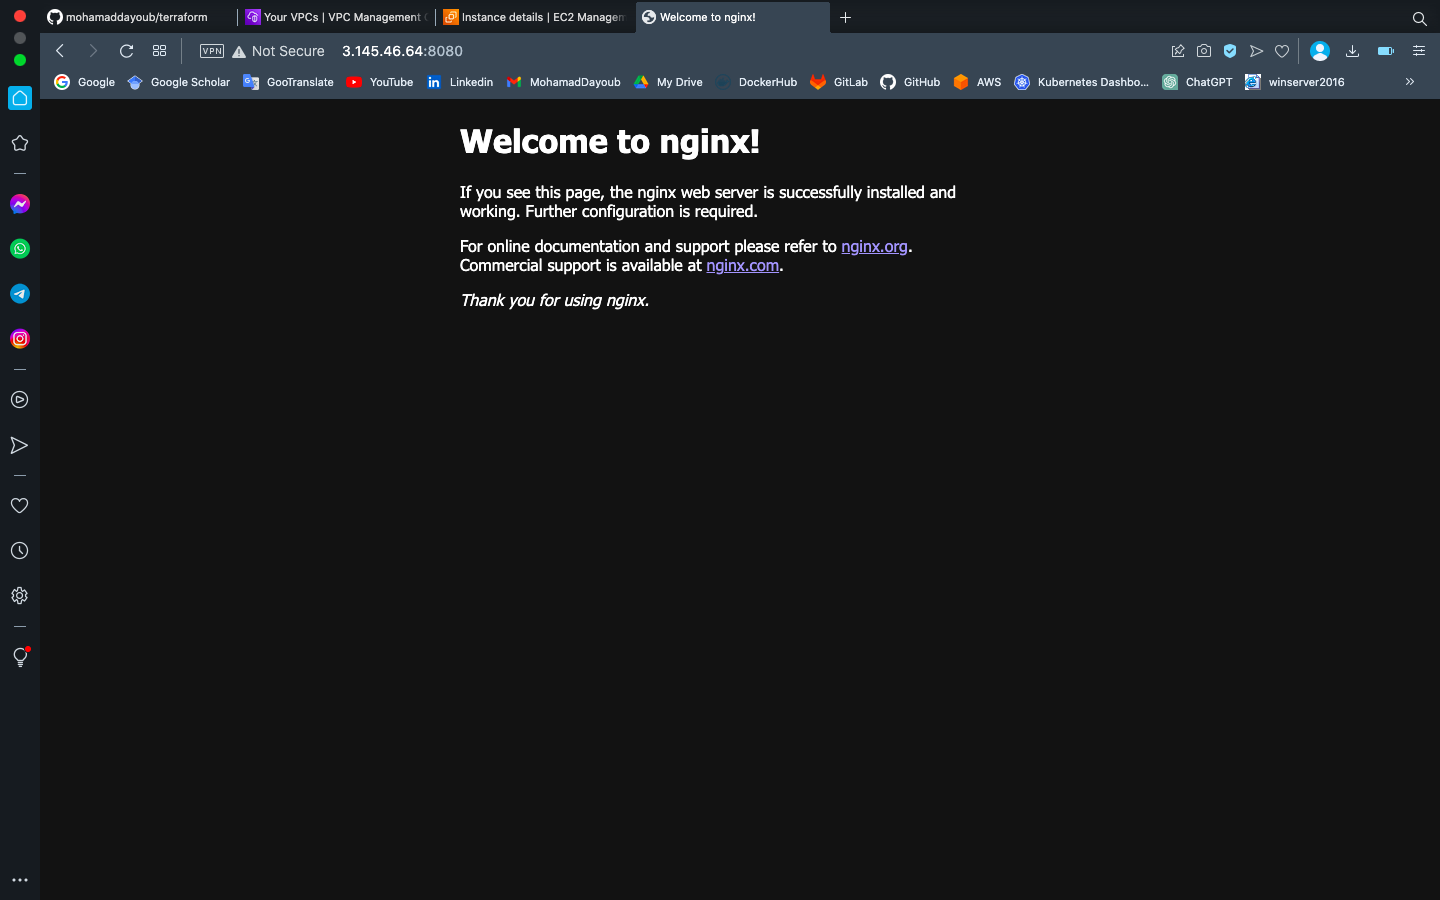 mohamaddayoub/terraform
Your VPCs | VPC Management
Instance details | EC2 Managem
Welcome to nginx!
VPN Not Secure 3.145.46.64:8080
Google Google Scholar GooTranslate YouTube Linkedin MohamadDayoub My Drive DockerHub GitLab GitHub AWS Kubernetes Dashbo... ChatGPT winserver2016
Welcome to nginx!
If you see this page, the nginx web server is successfully installed and
working. Further configuration is required.
For online documentation and support please refer to nginx.org.
Commercial support is available at nginx.com.
Thank you for using nginx.